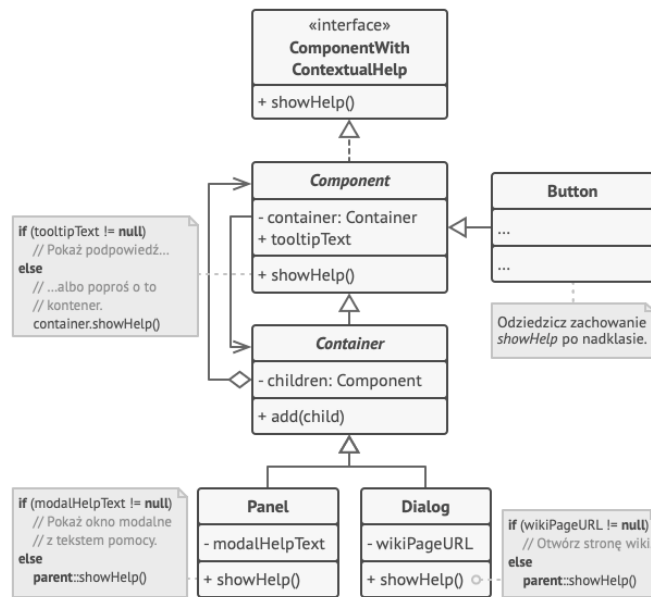 «interface»
ComponentWith
ContextualHelp
+ showHelp()
Component
- container: Container
+ tooltipText
+ showHelp()
Button
...
...
if (tooltipText != null)
// Pokaż podpowiedź...
else
// ...albo poproś o to
// kontener.
container.showHelp()
Odziedzicz zachowanie
showHelp po nadklasie.
Container
- children: Component
+ add(child)
if (modalHelpText != null)
// Pokaż okno modalne
// z tekstem pomocy.
else
parent::showHelp()
Panel
- modalHelpText
+ showHelp()
Dialog
- wikiPageURL
+ showHelp()
if (wikiPageURL != null)
// Otwórz stronę wiki.
else
parent::showHelp()